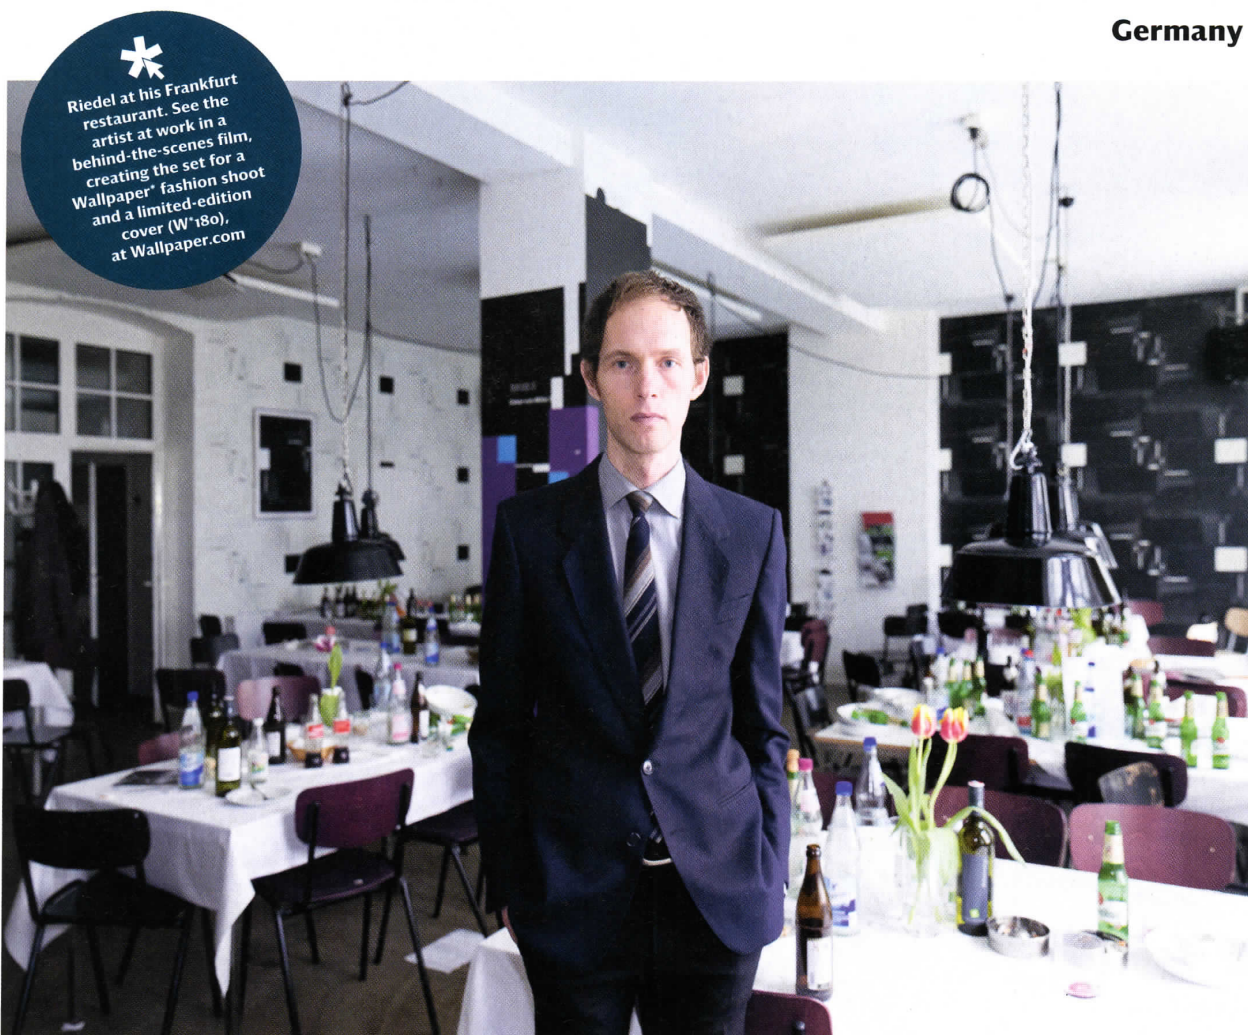 Germany
Riedel at his Frankfurt
restaurant. See the
artist at work in a
behind-the-scenes film,
creating the set for a
Wallpaper* fashion shoot
and a limited-edition
cover (W*180),
at Wallpaper.com